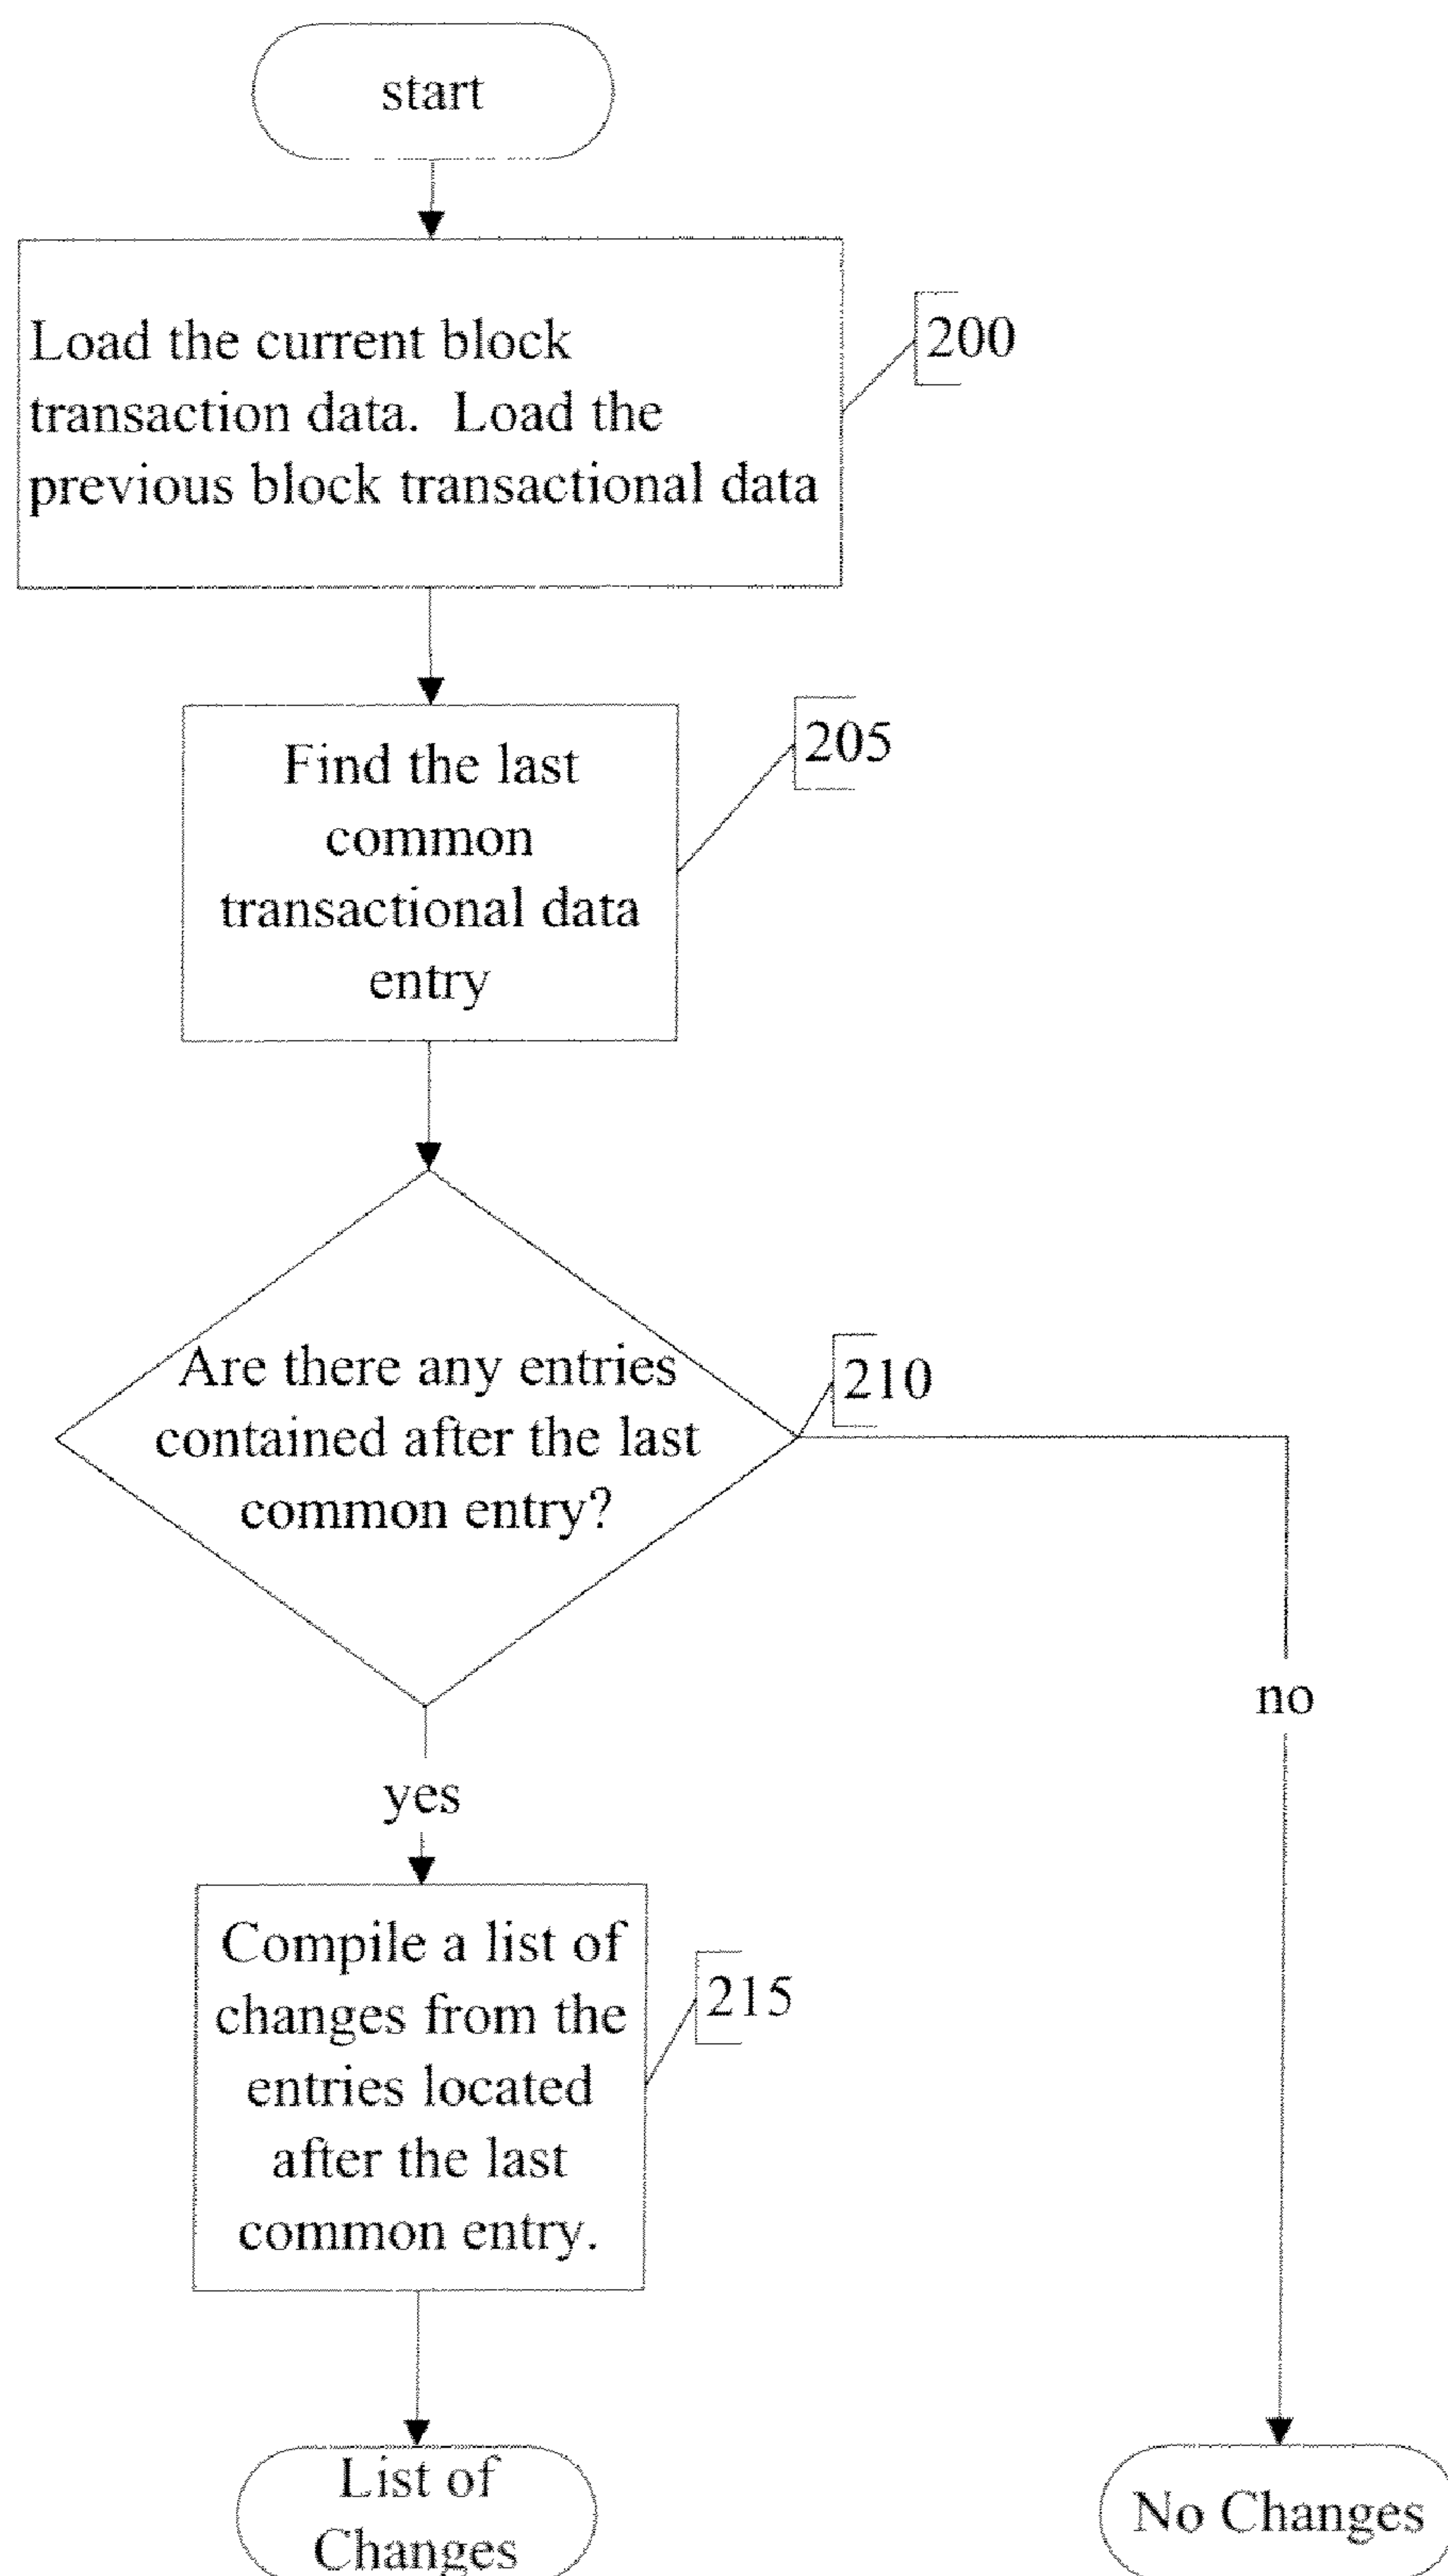 start
Load the current block
transaction data. Load the
previous block transactional data
200
Find the last
common
transactional data
entry
205
Are there any entries
contained after the last
common entry?
210
no
yes
Compile a list of
changes from the
entries located
after the last
common entry.
215
List of
Changes
No Changes